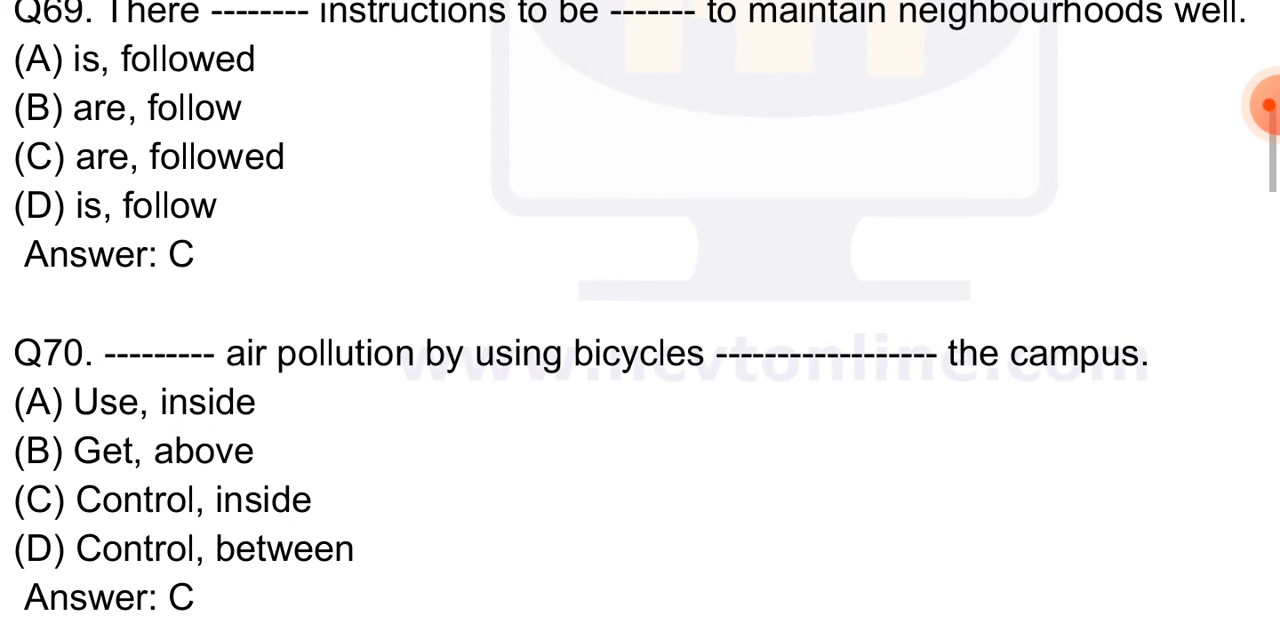 Q69. There -------- instructions to be ------- to maintain neighbourhoods well.
(A) is, followed
(B) are, follow
(C) are, followed
(D) is, follow
Answer: C
Q70. --------- air pollution by using bicycles ------------------ the campus.
(A) Use, inside
(B) Get, above
(C) Control, inside
(D) Control, between
Answer: C